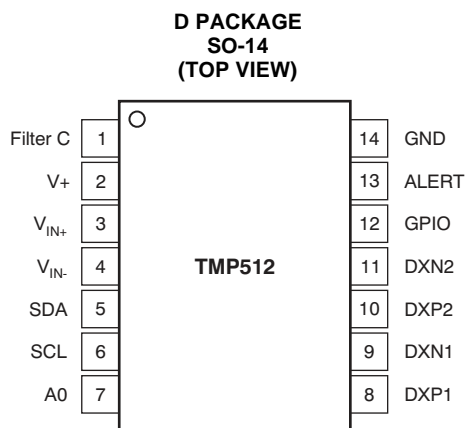 D PACKAGE
SO-14
(TOP VIEW)
Filter C 1 14 GND
V+ 2 13 ALERT
VIN+ 3 12 GPIO
VIN- 4 TMP512 11 DXN2
SDA 5 10 DXP2
SCL 6 9 DXN1
A0 7 8 DXP1